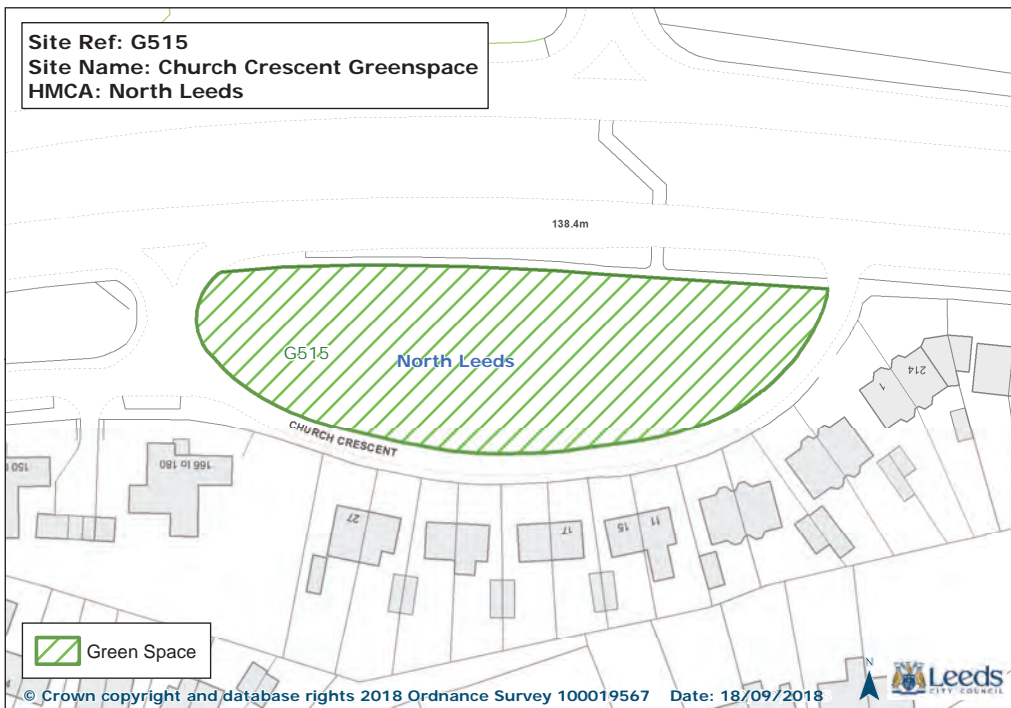 Site Ref: G515
Site Name: Church Crescent Greenspace
HMCA: North Leeds
138.4m
G515
North Leeds
CHURCH CRESCENT
1
214
166 to 180
27
17
15
11
Green Space
© Crown copyright and database rights 2018 Ordnance Survey 100019567 Date: 18/09/2018
N
Leeds
CITY COUNCIL